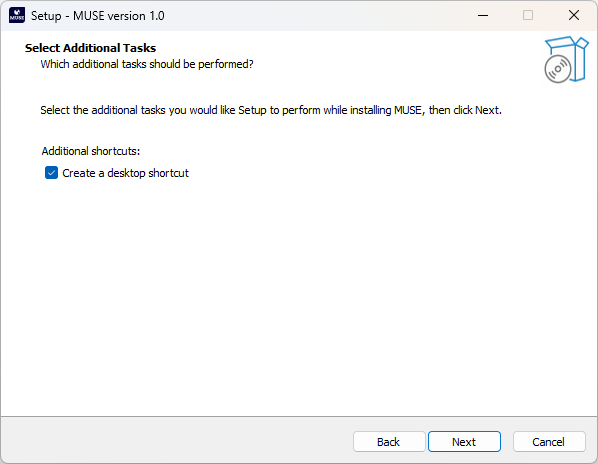 MUSE
Setup - MUSE version 1.0
Select Additional Tasks
Which additional tasks should be performed?
Select the additional tasks you would like Setup to perform while installing MUSE, then click Next.
Additional shortcuts:
Create a desktop shortcut
Back
Next
Cancel